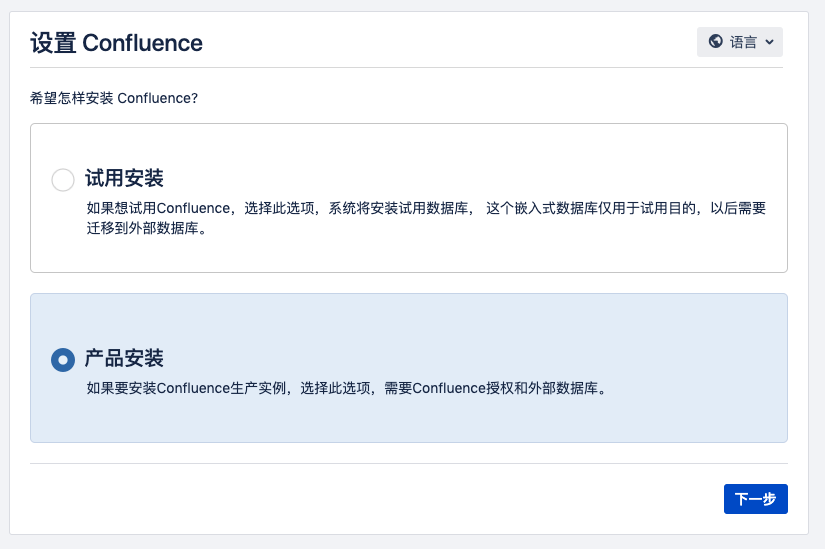 设置 Confluence
语言
希望怎样安装 Confluence?
试用安装
如果想试用Confluence，选择此选项，系统将安装试用数据库， 这个嵌入式数据库仅用于试用目的，以后需要
迁移到外部数据库。
产品安装
如果要安装Confluence生产实例，选择此选项，需要Confluence授权和外部数据库。
下一步